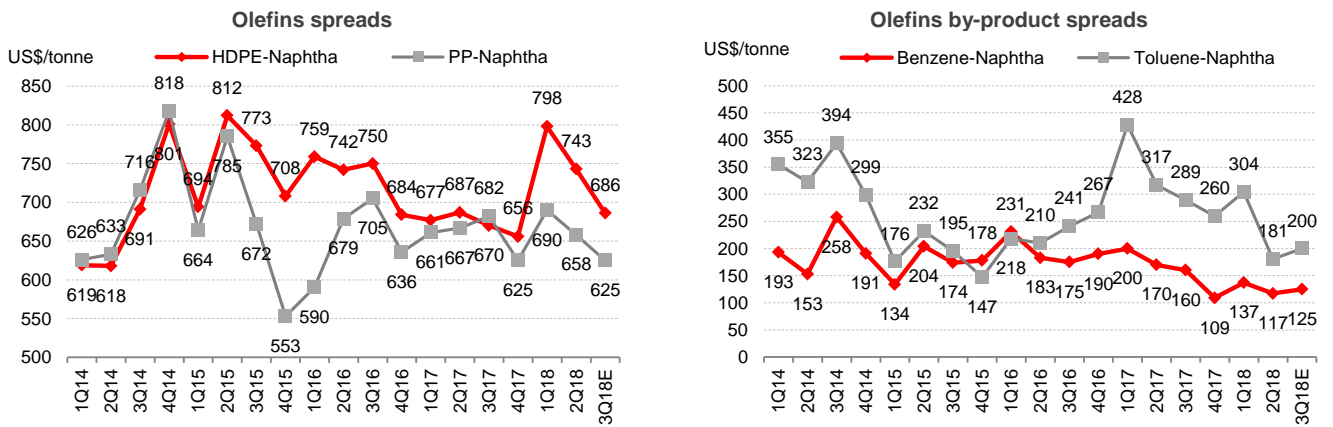 Olefins spreads
US$/tonne
HDPE-Naphtha
PP-Naphtha
850
800
750
700
650
600
550
500
626 633 716 818 694 812 773 708 759 742 750 684 677 687 682 656 798 743 686
619 618 691 801 664 785 672 553 590 679 705 636 661 667 670 625 690 658 625
1Q14 2Q14 3Q14 4Q14 1Q15 2Q15 3Q15 4Q15 1Q16 2Q16 3Q16 4Q16 1Q17 2Q17 3Q17 4Q17 1Q18 2Q18 3Q18E
Olefins by-product spreads
US$/tonne
Benzene-Naphtha
Toluene-Naphtha
500
450
400
350
300
250
200
150
100
50
0
355 323 394 299 176 232 195 178 231 210 241 267 428 317 289 260 304 181 200
193 153 258 191 134 204 174 147 218 183 175 190 200 170 160 109 137 117 125
1Q14 2Q14 3Q14 4Q14 1Q15 2Q15 3Q15 4Q15 1Q16 2Q16 3Q16 4Q16 1Q17 2Q17 3Q17 4Q17 1Q18 2Q18 3Q18E